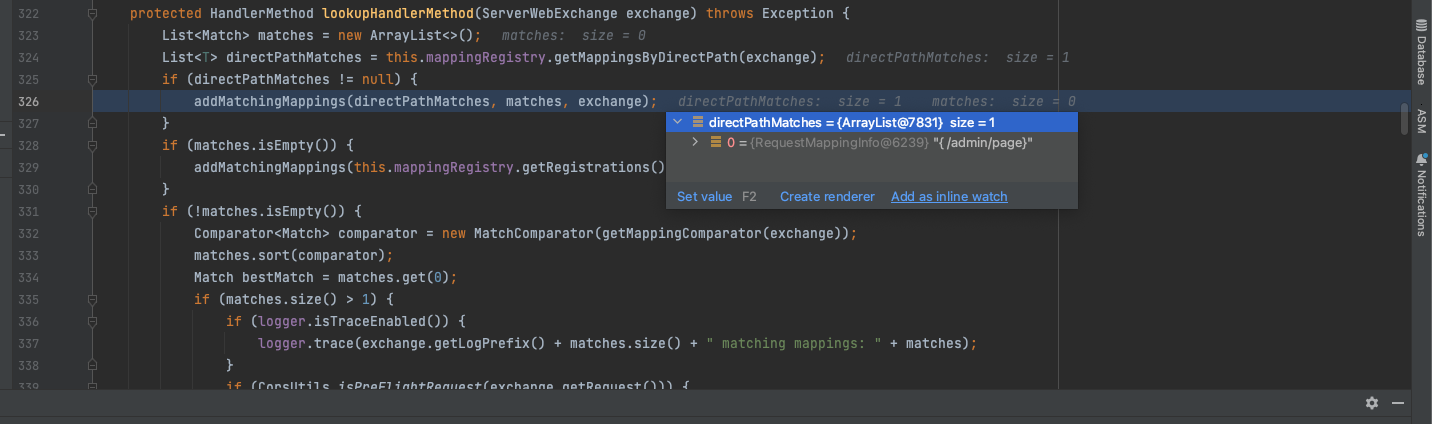 322 protected HandlerMethod lookupHandlerMethod(ServerWebExchange exchange) throws Exception {
323 List<Match> matches = new ArrayList<>(); matches: size = 0
324 List<T> directPathMatches = this.mappingRegistry.getMappingsByDirectPath(exchange); directPathMatches: size = 1
325 if (directPathMatches != null) {
326 addMatchingMappings(directPathMatches, matches, exchange); directPathMatches: size = 1 matches: size = 0
327 }
directPathMatches = {ArrayList@7831} size = 1
328 if (matches.isEmpty()) {
0 = {RequestMappingInfo@6239} "{ /admin/page}"
329 addMatchingMappings(this.mappingRegistry.getRegistrations()
330 }
Set value F2 Create renderer Add as inline watch
331 if (!matches.isEmpty()) {
332 Comparator<Match> comparator = new MatchComparator(getMappingComparator(exchange));
333 matches.sort(comparator);
334 Match bestMatch = matches.get(0);
335 if (matches.size() > 1) {
336 if (logger.isTraceEnabled()) {
337 logger.trace(exchange.getLogPrefix() + matches.size() + " matching mappings: " + matches);
338 }
339 if (CorsUtils.isPreFlightRequest(exchange.getRequest())) {
Database
ASM
Notifications